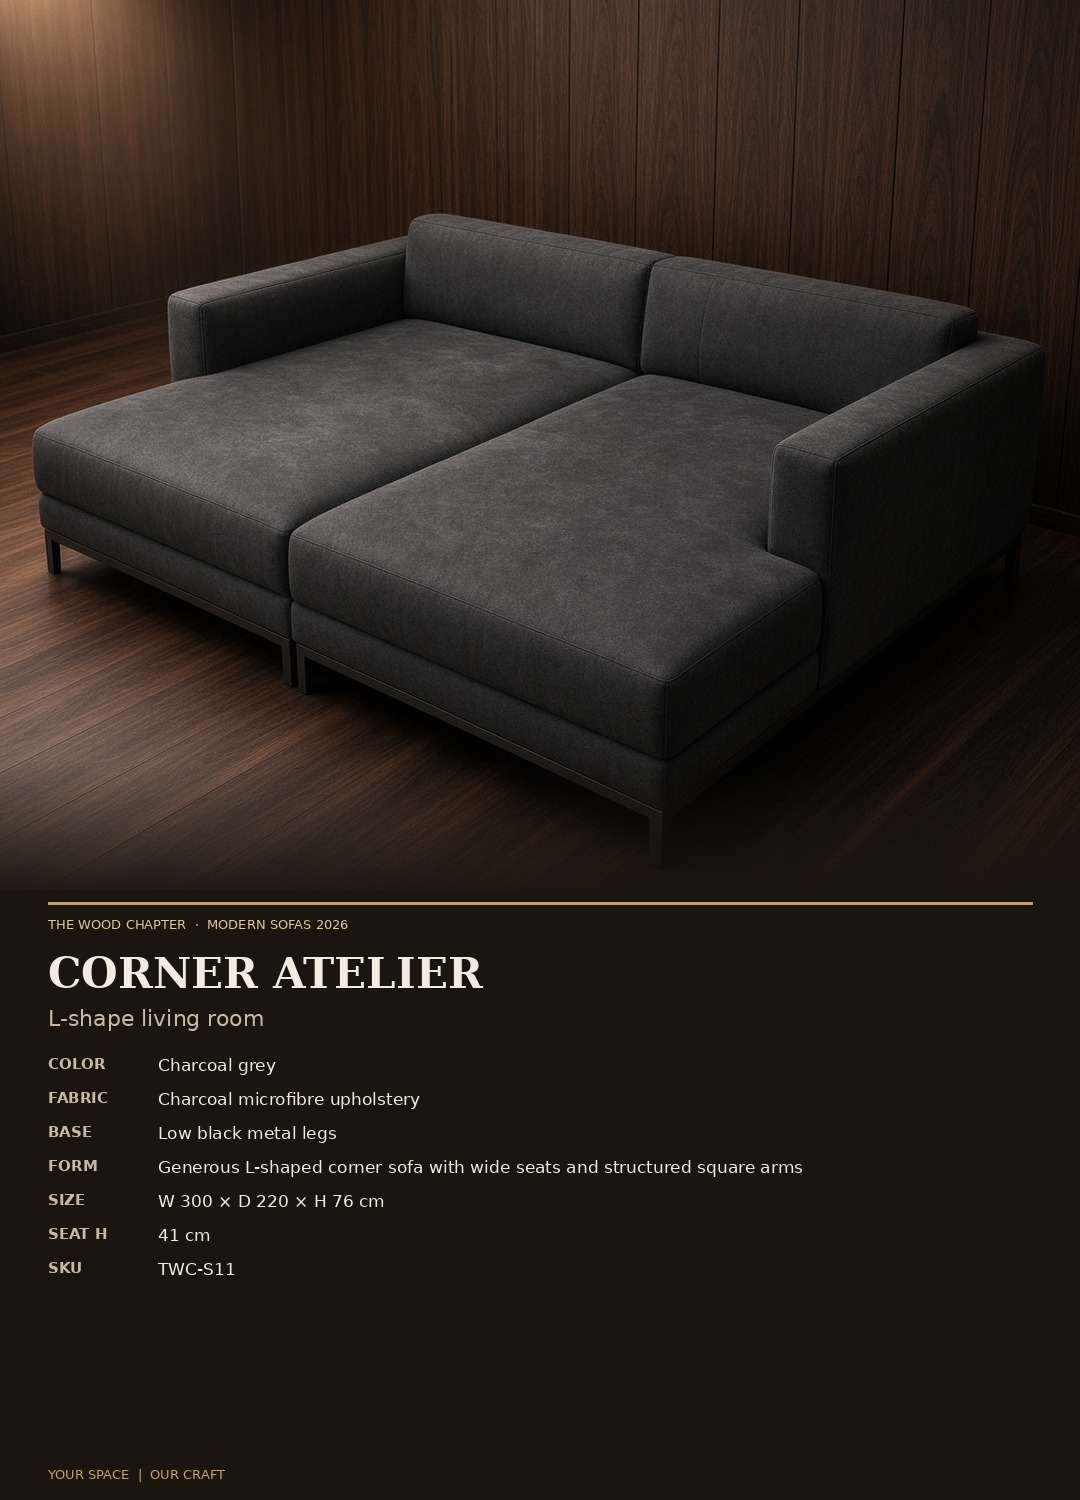 THE WOOD CHAPTER · MODERN SOFAS 2026
CORNER ATELIER
L-shape living room
COLOR Charcoal grey
FABRIC Charcoal microfibre upholstery
BASE Low black metal legs
FORM Generous L-shaped corner sofa with wide seats and structured square arms
SIZE W 300 × D 220 × H 76 cm
SEAT H 41 cm
SKU TWC-S11
YOUR SPACE | OUR CRAFT